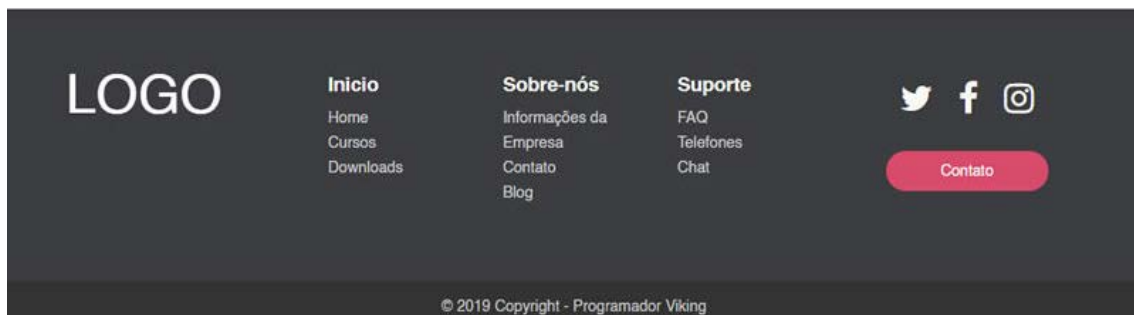 LOGO
Inicio
Home
Cursos
Downloads
Sobre-nós
Informações da
Empresa
Contato
Blog
Suporte
FAQ
Telefones
Chat
Contato
© 2019 Copyright - Programador Viking